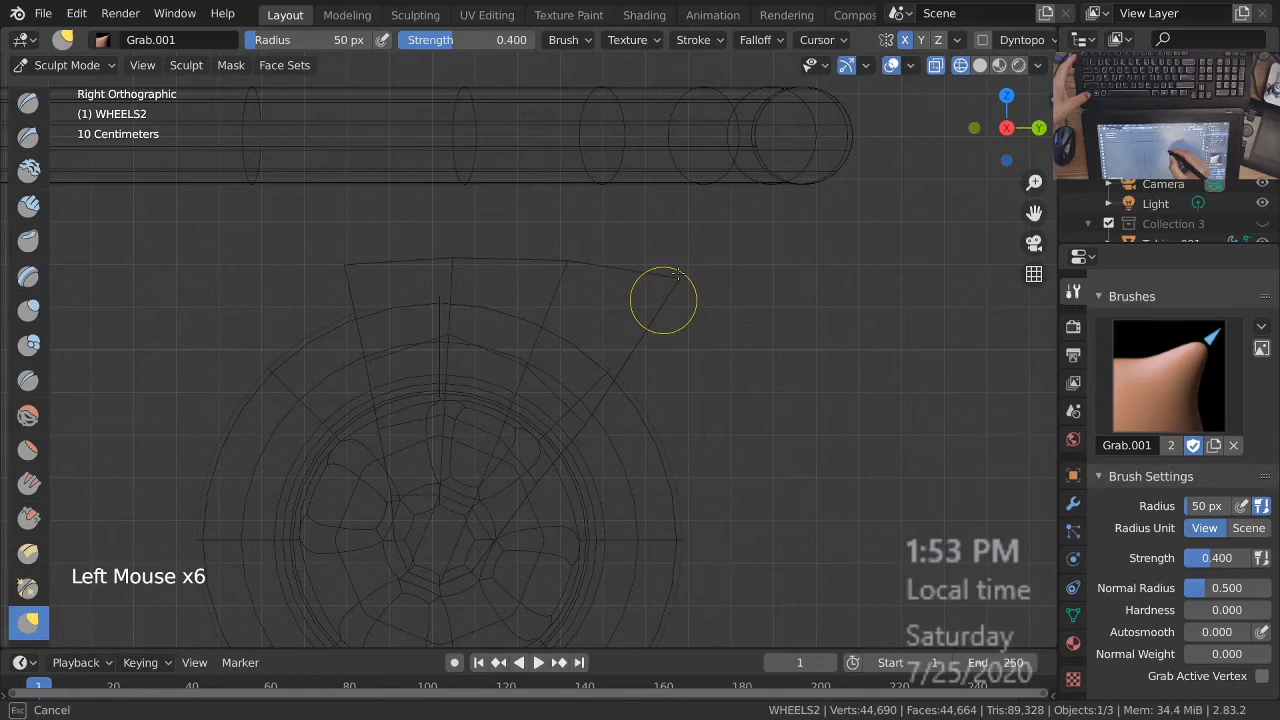 File Edit Render Window Help Layout Modeling Sculpting UV Editing Texture Paint Shading Animation Rendering Compos Scene View Layer
Grab.001 Radius 50 px Strength 0.400 Brush Texture Stroke Falloff Cursor X Y Z Dyntopo
Sculpt Mode View Sculpt Mask Face Sets
Right Orthographic
(1) WHEELS2
10 Centimeters
Z
X
Y
Camera
Light
Collection 3
Brushes
Grab.001 2
Brush Settings
Radius 50 px
Radius Unit View Scene
Strength 0.400
Normal Radius 0.500
Hardness 0.000
Autosmooth 0.000
Normal Weight 0.000
Grab Active Vertex
Left Mouse x6
1:53 PM
Local time
Saturday
7/25/2020
Playback Keying View Marker 1 Start 1 End 250
1 20 60 80 100 120 140 160 180 200 220 240
Esc Cancel WHEELS2 | Verts:44,690 | Faces:44,664 | Tris:89,328 | Objects:1/3 | Mem: 34.4 MiB | 2.83.2